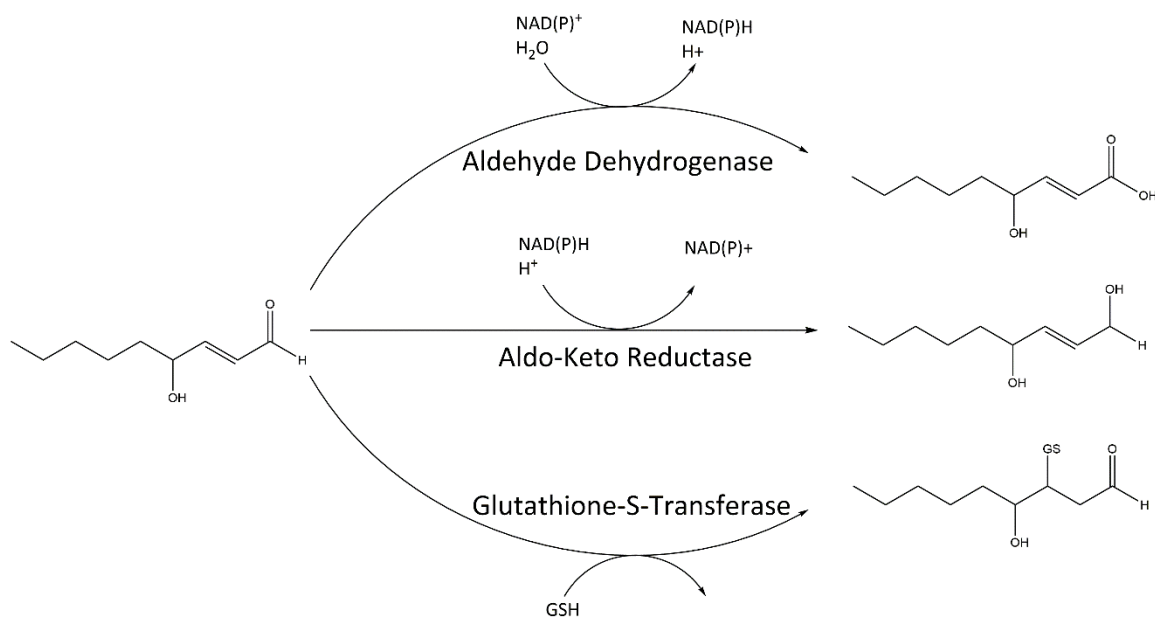 NAD(P)⁺
H₂O
NAD(P)H
H+
Aldehyde Dehydrogenase
O
OH
OH
NAD(P)H
H⁺
NAD(P)+
Aldo-Keto Reductase
O
H
OH
OH
H
OH
Glutathione-S-Transferase
GS
O
H
OH
GSH